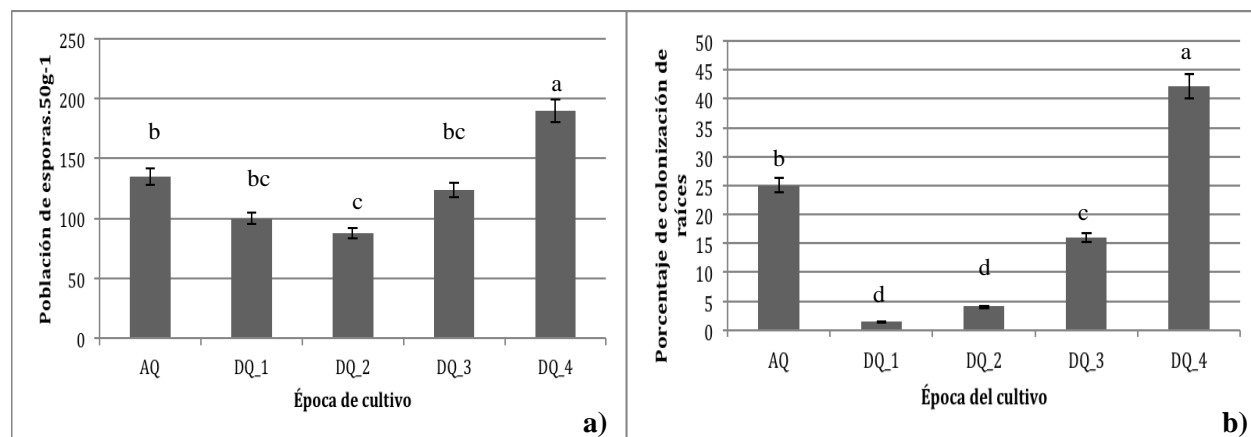 Población de esporas.50g-1
250
200
150
100
50
0
b
bc
c
bc
a
AQ
DQ_1
DQ_2
DQ_3
DQ_4
Época de cultivo
a)
Porcentaje de colonización de
raíces
50
45
40
35
30
25
20
15
10
5
0
b
d
d
c
a
AQ
DQ_1
DQ_2
DQ_3
DQ_4
Época del cultivo
b)